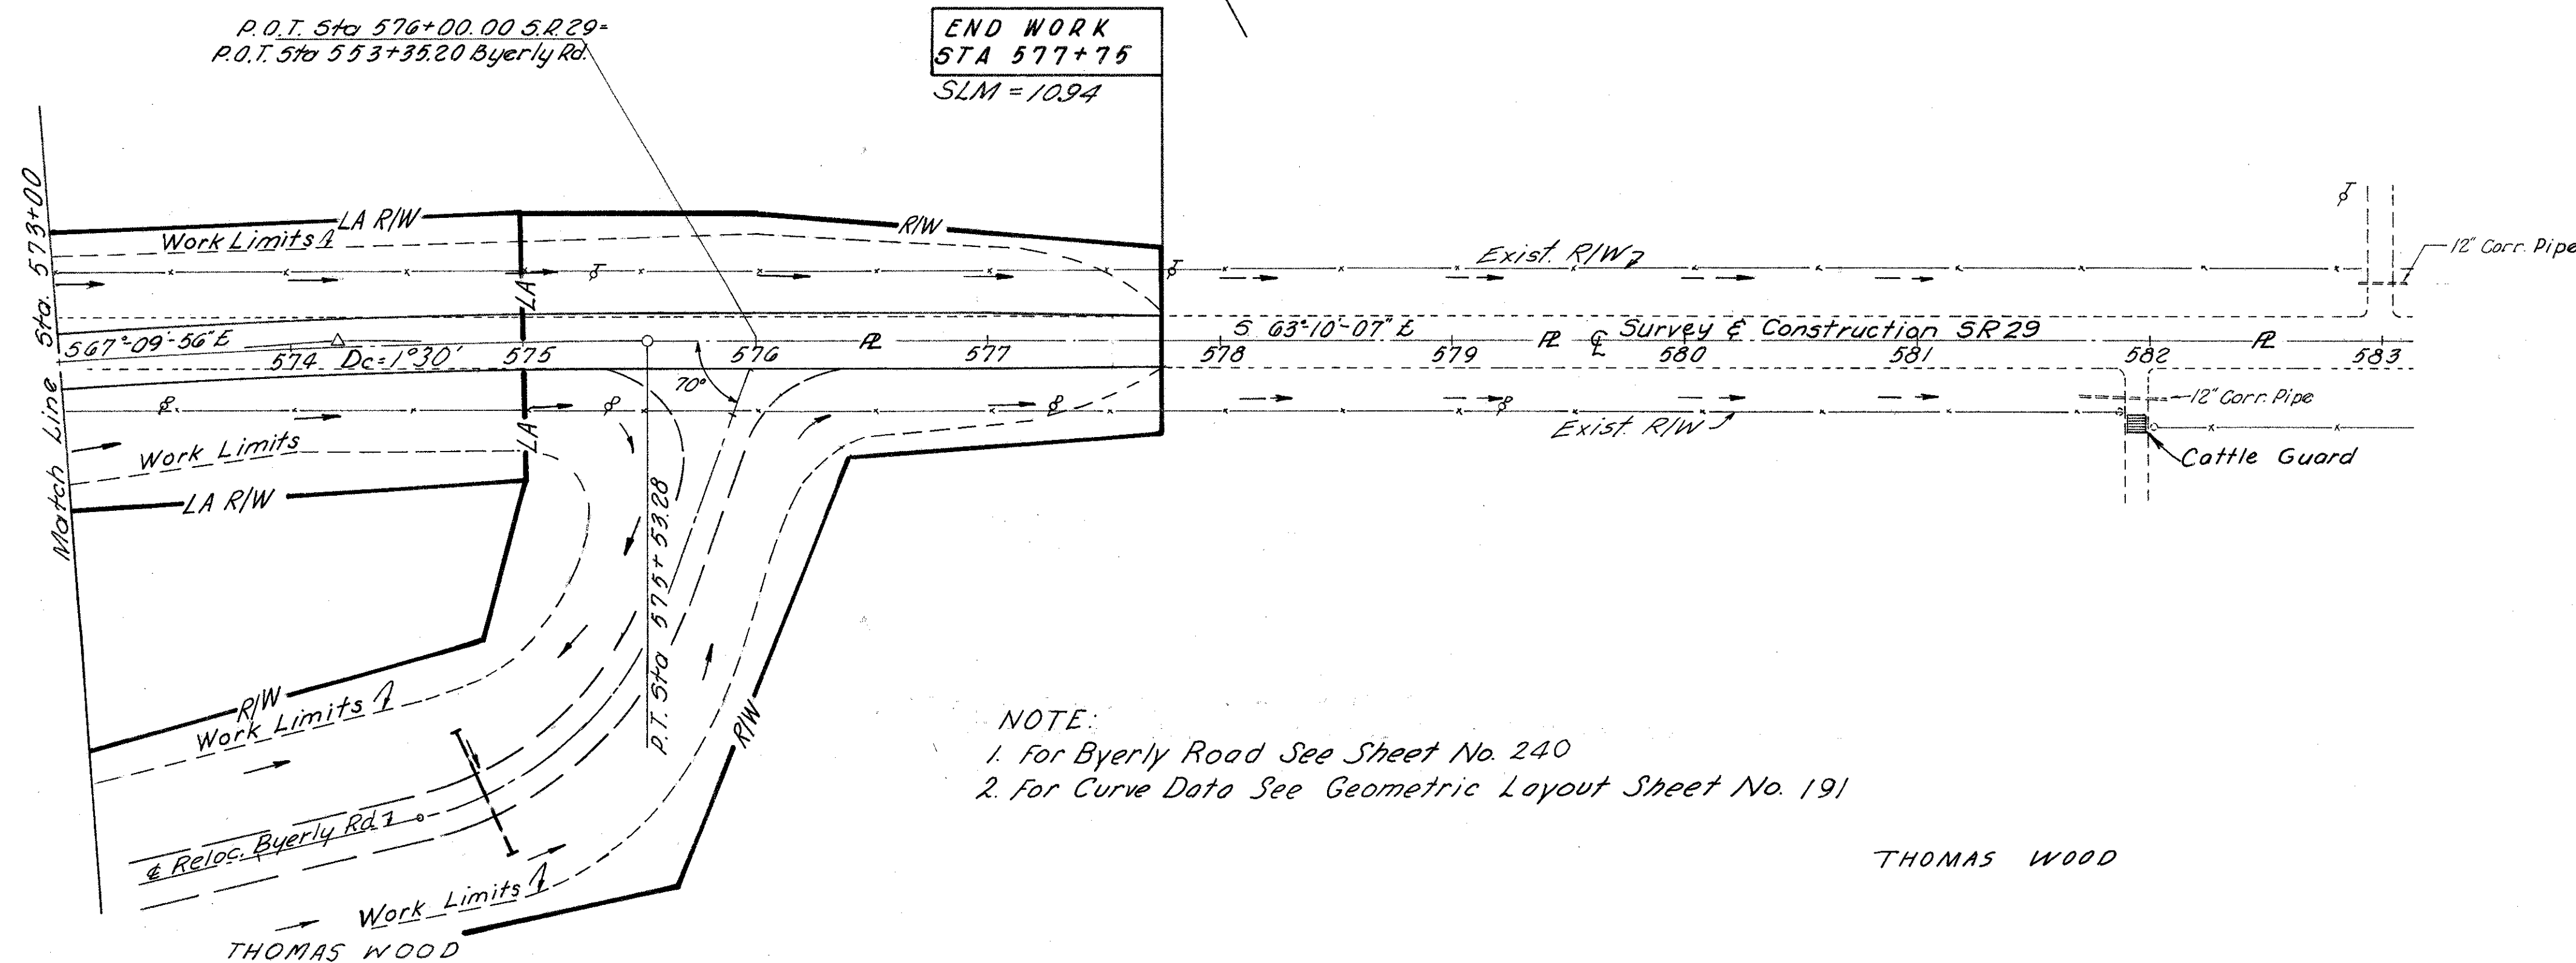 P.O.T. Sta 576+00.00 S.R.29=
P.O.T. Sta 553+35.20 Byerly Rd.
END WORK
STA 577+75
SLM = 10.94
Match Line Sta. 573+00
LA R/W
Work Limits
R/W
LA
Exist. R/W
12" Corr. Pipe
S67°-09'-56" E
S 63°-10'-07" E
Survey & Construction SR 29
574 Dc=1°30' 575 576 577 578 579 580 581 582 583
70°
12" Corr. Pipe
Exist. R/W
Cattle Guard
LA
Work Limits
LA R/W
P.T. Sta 575+53.28
R/W
Work Limits
R/W
NOTE:
1. For Byerly Road See Sheet No. 240
2. For Curve Data See Geometric Layout Sheet No. 191
℄ Reloc. Byerly Rd
THOMAS WOOD
Work Limits
THOMAS WOOD